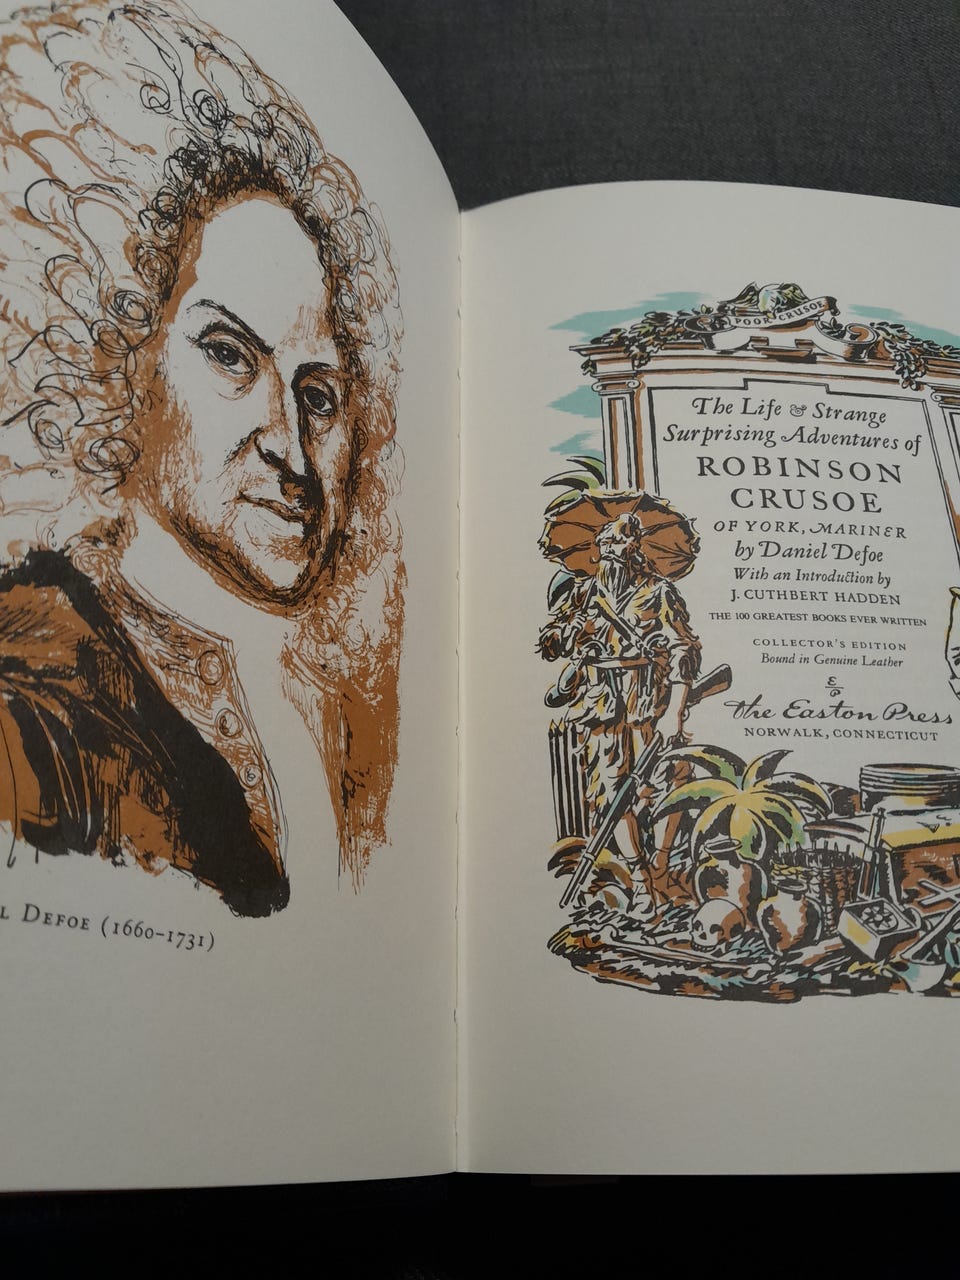 L DEFOE (1660–1731)
POOR CRUSOE
The Life & Strange
Surprising Adventures of
ROBINSON
CRUSOE
OF YORK, MARINER
by Daniel Defoe
With an Introduction by
J. CUTHBERT HADDEN
THE 100 GREATEST BOOKS EVER WRITTEN
COLLECTOR'S EDITION
Bound in Genuine Leather
E/P
the Easton Press
NORWALK, CONNECTICUT